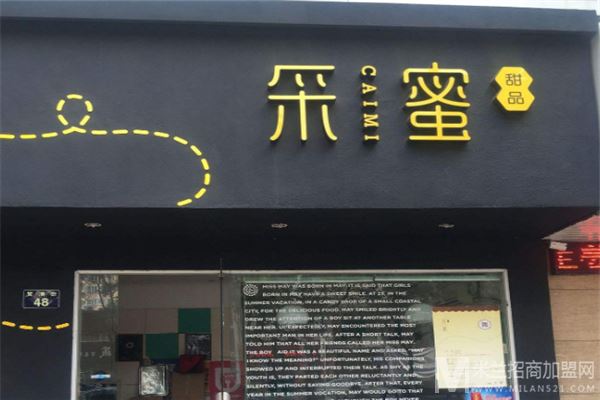 采蜜
CAIMI
甜品
48
MISS MAY WAS BORN IN MAY. IT IS SAID THAT GIRLS
BORN IN MAY HAVE A SWEET SMILE. AT 25, IN THE
SUMMER VACATION, IN A CANDY SHOP OF A SMALL COASTAL
CITY, FOR THE DELICIOUS FOOD, MAY SMILED BRIGHTLY AND
DREW THE ATTENTION OF A BOY SIT AT ANOTHER TABLE
NEAR HER. UNEXPECTEDLY, MAY ENCOUNTERED THE MOST
IMPORTANT MAN IN HER LIFE. AFTER A SHORT TALK, MAY
TOLD HIM THAT ALL HER FRIENDS CALLED HER MISS MAY.
THE BOY SAID IT WAS A BEAUTIFUL NAME AND ASKED, "MAY
I KNOW THE MEANING?" UNFORTUNATELY, HIS COMPANIONS
SHOWED UP AND INTERRUPTED THEIR TALK. AS SHY AS THE
YOUTH IS, THEY PARTED EACH OTHER RELUCTANTLY AND
SILENTLY, WITHOUT SAYING GOODBYE. AFTER THAT, EVERY
YEAR IN THE SUMMER VACATION, MAY WOULD GO TO THAT
米兰招商加盟网
WWW.MILAN521.COM